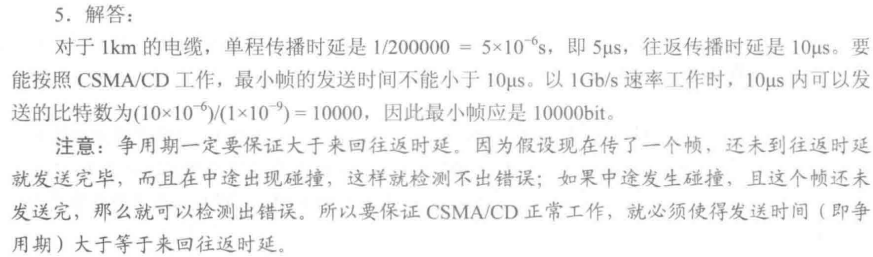 5．解答：
对于 1km 的电缆，单程传播时延是 1/200000 = 5×10⁻⁶s，即 5μs，往返传播时延是 10μs。要
能按照 CSMA/CD 工作，最小帧的发送时间不能小于 10μs。以 1Gb/s 速率工作时，10μs 内可以发
送的比特数为(10×10⁻⁶)/(1×10⁻⁹) = 10000，因此最小帧应是 10000bit。
注意：争用期一定要保证大于来回往返时延。因为假设现在传了一个帧，还未到往返时延
就发送完毕，而且在中途出现碰撞，这样就检测不出错误；如果中途发生碰撞，且这个帧还未
发送完，那么就可以检测出错误。所以要保证 CSMA/CD 正常工作，就必须使得发送时间（即争
用期）大于等于来回往返时延。